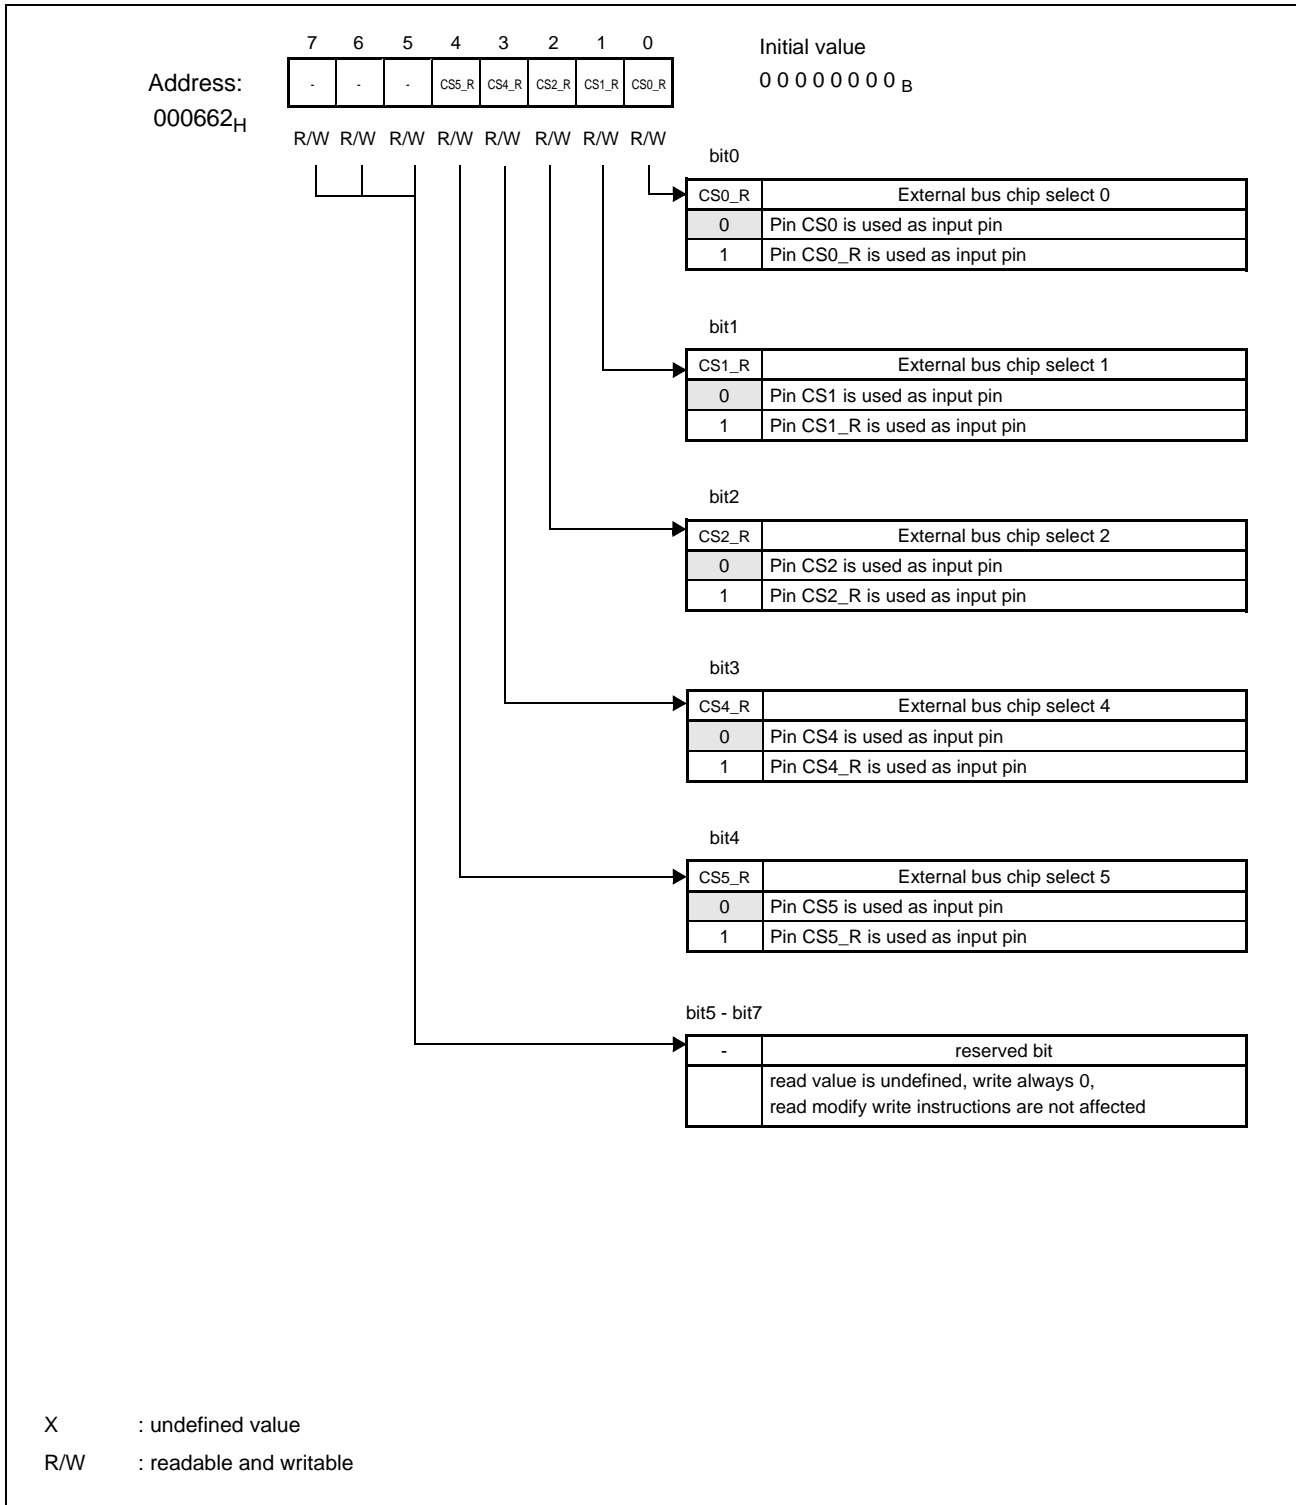 7 6 5 4 3 2 1 0
Initial value
Address:
- - - CS5_R CS4_R CS2_R CS1_R CS0_R
0 0 0 0 0 0 0 0 B
000662H
R/W R/W R/W R/W R/W R/W R/W R/W
bit0
CS0_R External bus chip select 0
0 Pin CS0 is used as input pin
1 Pin CS0_R is used as input pin
bit1
CS1_R External bus chip select 1
0 Pin CS1 is used as input pin
1 Pin CS1_R is used as input pin
bit2
CS2_R External bus chip select 2
0 Pin CS2 is used as input pin
1 Pin CS2_R is used as input pin
bit3
CS4_R External bus chip select 4
0 Pin CS4 is used as input pin
1 Pin CS4_R is used as input pin
bit4
CS5_R External bus chip select 5
0 Pin CS5 is used as input pin
1 Pin CS5_R is used as input pin
bit5 - bit7
- reserved bit
read value is undefined, write always 0,
read modify write instructions are not affected
X : undefined value
R/W : readable and writable